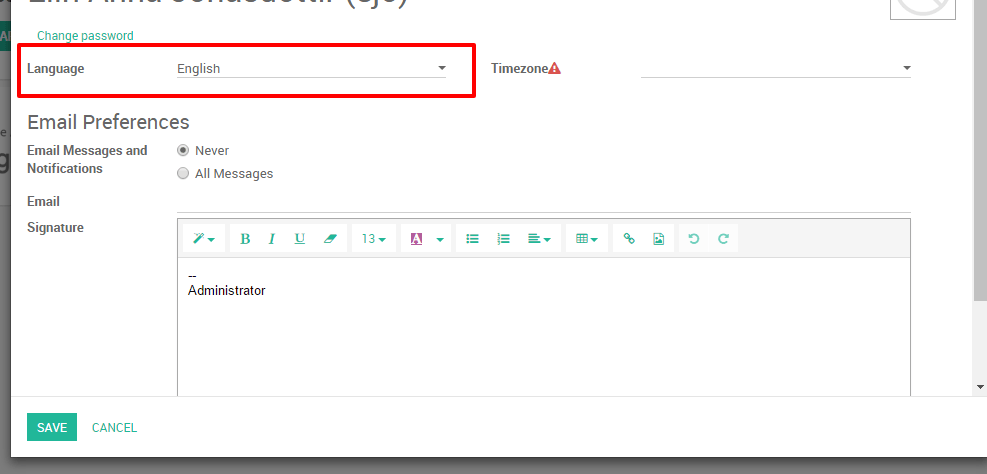 Change password
Language English Timezone
Email Preferences
Email Messages and Notifications
Never
All Messages
Email
Signature
B I U 13 A
--
Administrator
SAVE CANCEL